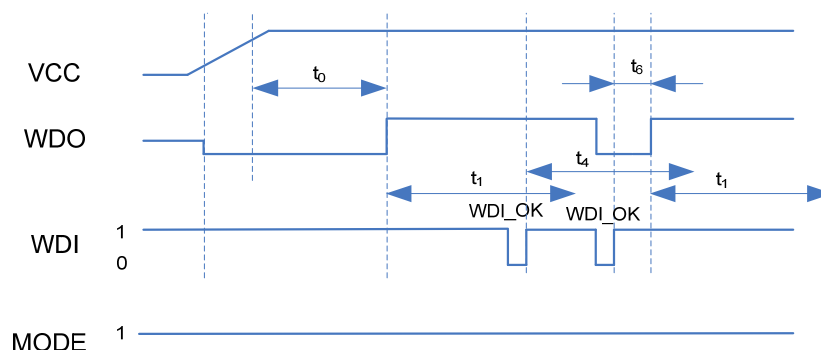 VCC
t0
t6
WDO
t4
t1
t1
WDI_OK
WDI_OK
WDI
1
0
MODE
1